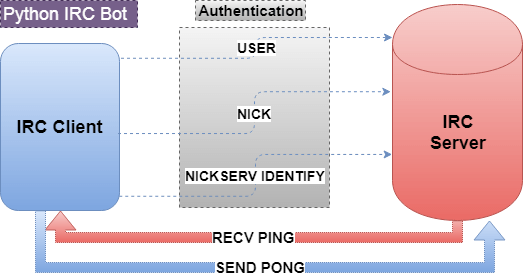 Python IRC Bot
Authentication
USER
IRC Client
NICK
IRC
Server
NICKSERV IDENTIFY
RECV PING
SEND PONG